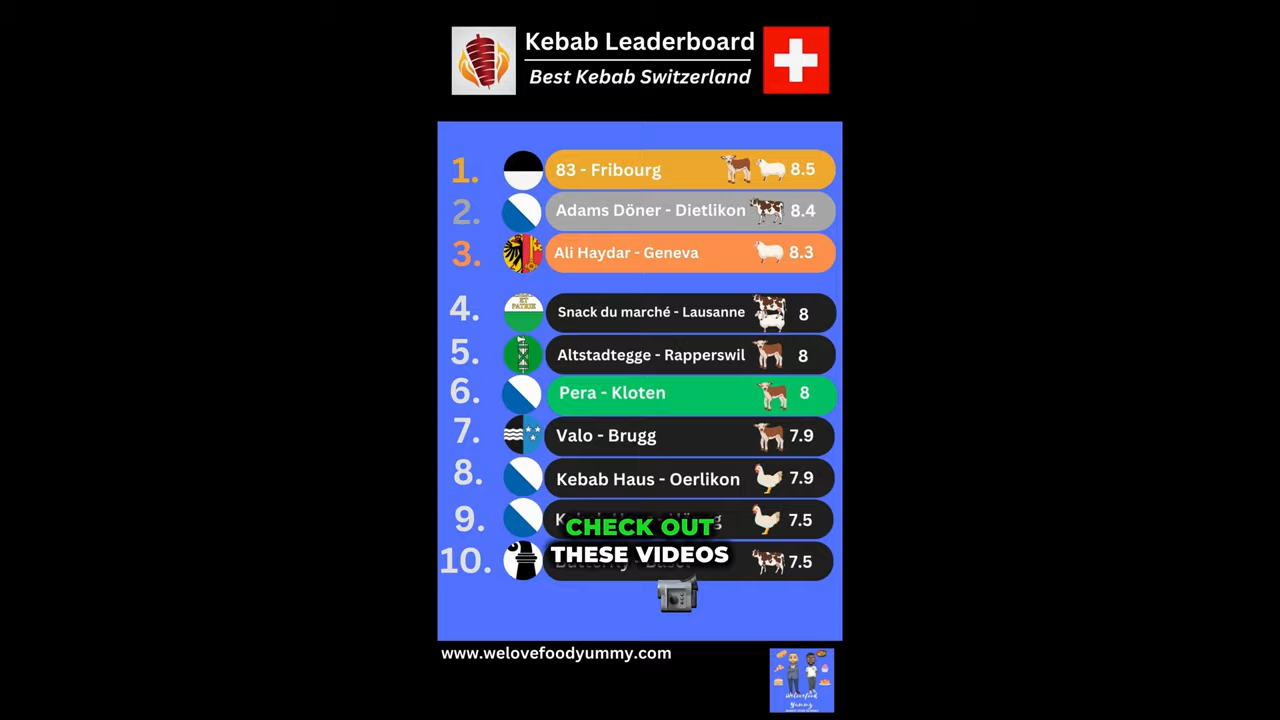 Kebab Leaderboard
Best Kebab Switzerland
1. 83 - Fribourg 8.5
2. Adams Döner - Dietlikon 8.4
3. Ali Haydar - Geneva 8.3
4. Snack du marché - Lausanne 8
5. Altstadtegge - Rapperswil 8
6. Pera - Kloten 8
7. Valo - Brugg 7.9
8. Kebab Haus - Oerlikon 7.9
9. 7.5
CHECK OUT
THESE VIDEOS
10. 7.5
www.welovefoodyummy.com
Welovefood
Yummy